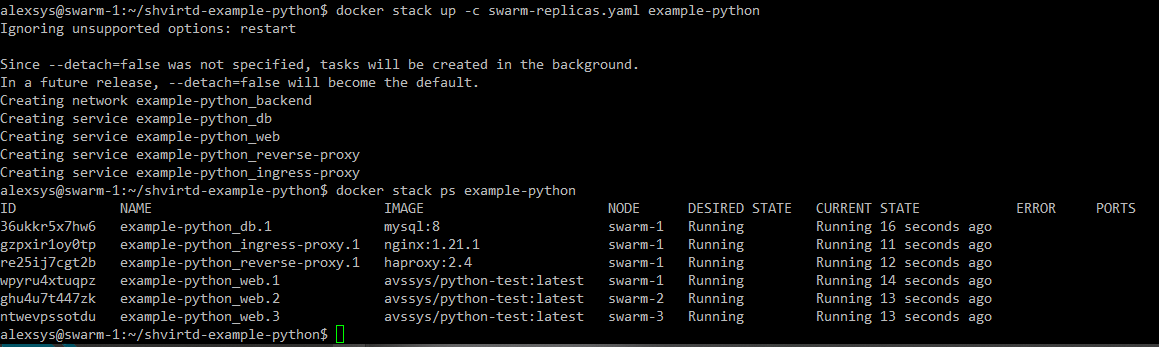 alexsys@swarm-1:~/shvirtd-example-python$ docker stack up -c swarm-replicas.yaml example-python
Ignoring unsupported options: restart

Since --detach=false was not specified, tasks will be created in the background.
In a future release, --detach=false will become the default.
Creating network example-python_backend
Creating service example-python_db
Creating service example-python_web
Creating service example-python_reverse-proxy
Creating service example-python_ingress-proxy
alexsys@swarm-1:~/shvirtd-example-python$ docker stack ps example-python
ID             NAME                             IMAGE                       NODE      DESIRED STATE   CURRENT STATE            ERROR     PORTS
36ukkr5x7hw6   example-python_db.1              mysql:8                     swarm-1   Running         Running 16 seconds ago
gzpxir1oy0tp   example-python_ingress-proxy.1   nginx:1.21.1                swarm-1   Running         Running 11 seconds ago
re25ij7cgt2b   example-python_reverse-proxy.1   haproxy:2.4                 swarm-1   Running         Running 12 seconds ago
wpyru4xtuqpz   example-python_web.1             avssys/python-test:latest   swarm-1   Running         Running 14 seconds ago
ghu4u7t447zk   example-python_web.2             avssys/python-test:latest   swarm-2   Running         Running 13 seconds ago
ntwevpssotdu   example-python_web.3             avssys/python-test:latest   swarm-3   Running         Running 13 seconds ago
alexsys@swarm-1:~/shvirtd-example-python$